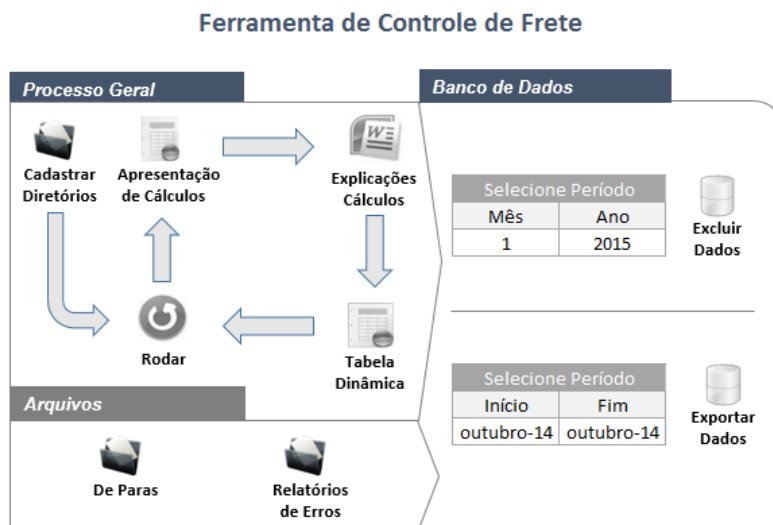 Ferramenta de Controle de Frete
Processo Geral
Cadastrar
Diretórios
Apresentação
de Cálculos
Explicações
Cálculos
Rodar
Tabela
Dinâmica
Arquivos
De Paras
Relatórios
de Erros
Banco de Dados
Selecione Período
Mês Ano
1 2015
Excluir
Dados
Selecione Período
Início Fim
outubro-14 outubro-14
Exportar
Dados